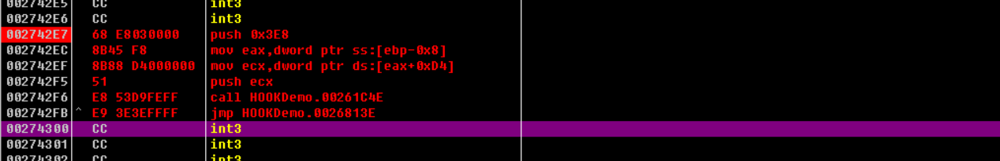 002742E5 CC int3
002742E6 CC int3
002742E7 68 E8030000 push 0x3E8
002742EC 8B45 F8 mov eax,dword ptr ss:[ebp-0x8]
002742EF 8B88 D4000000 mov ecx,dword ptr ds:[eax+0xD4]
002742F5 51 push ecx
002742F6 E8 53D9FEFF call HOOKDemo.00261C4E
002742FB ^ E9 3E3EFFFF jmp HOOKDemo.0026813E
00274300 CC int3
00274301 CC int3
00274302 CC int3